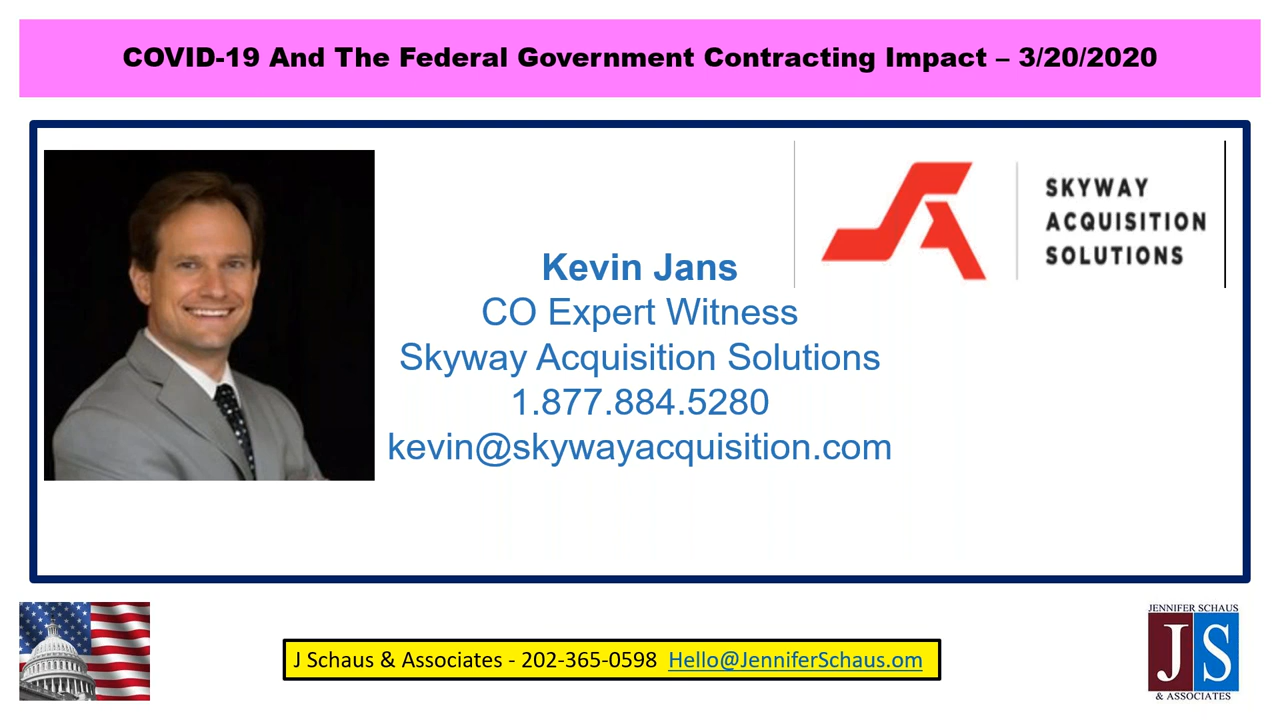 COVID-19 And The Federal Government Contracting Impact – 3/20/2020
SKYWAY
ACQUISITION
SOLUTIONS
Kevin Jans
CO Expert Witness
Skyway Acquisition Solutions
1.877.884.5280
kevin@skywayacquisition.com
J Schaus & Associates - 202-365-0598 Hello@JenniferSchaus.om
JENNIFER SCHAUS
JS
& ASSOCIATES